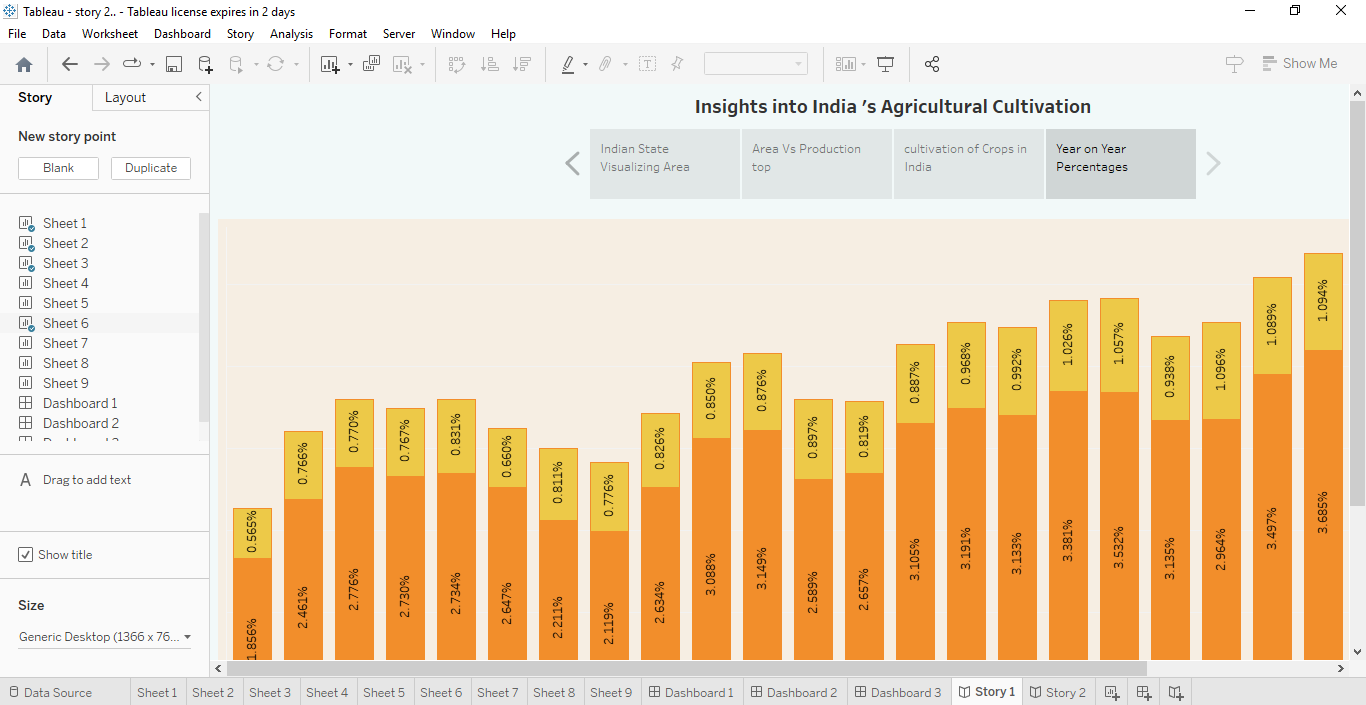 Tableau - story 2.. - Tableau license expires in 2 days
File Data Worksheet Dashboard Story Analysis Format Server Window Help
Show Me
Story Layout
New story point
Blank Duplicate
Sheet 1
Sheet 2
Sheet 3
Sheet 4
Sheet 5
Sheet 6
Sheet 7
Sheet 8
Sheet 9
Dashboard 1
Dashboard 2
A Drag to add text
Show title
Size
Generic Desktop (1366 x 76...
Insights into India ’s Agricultural Cultivation
Indian State
Visualizing Area
Area Vs Production
top
cultivation of Crops in
India
Year on Year
Percentages
0.565%
1.856%
0.766%
2.461%
0.770%
2.776%
0.767%
2.730%
0.831%
2.734%
0.660%
2.647%
0.811%
2.211%
0.776%
2.119%
0.826%
2.634%
0.850%
3.088%
0.876%
3.149%
0.897%
2.589%
0.819%
2.657%
0.887%
3.105%
0.968%
3.191%
0.992%
3.133%
1.026%
3.381%
1.057%
3.532%
0.938%
3.135%
1.096%
2.964%
1.089%
3.497%
1.094%
3.685%
Data Source Sheet 1 Sheet 2 Sheet 3 Sheet 4 Sheet 5 Sheet 6 Sheet 7 Sheet 8 Sheet 9 Dashboard 1 Dashboard 2 Dashboard 3 Story 1 Story 2